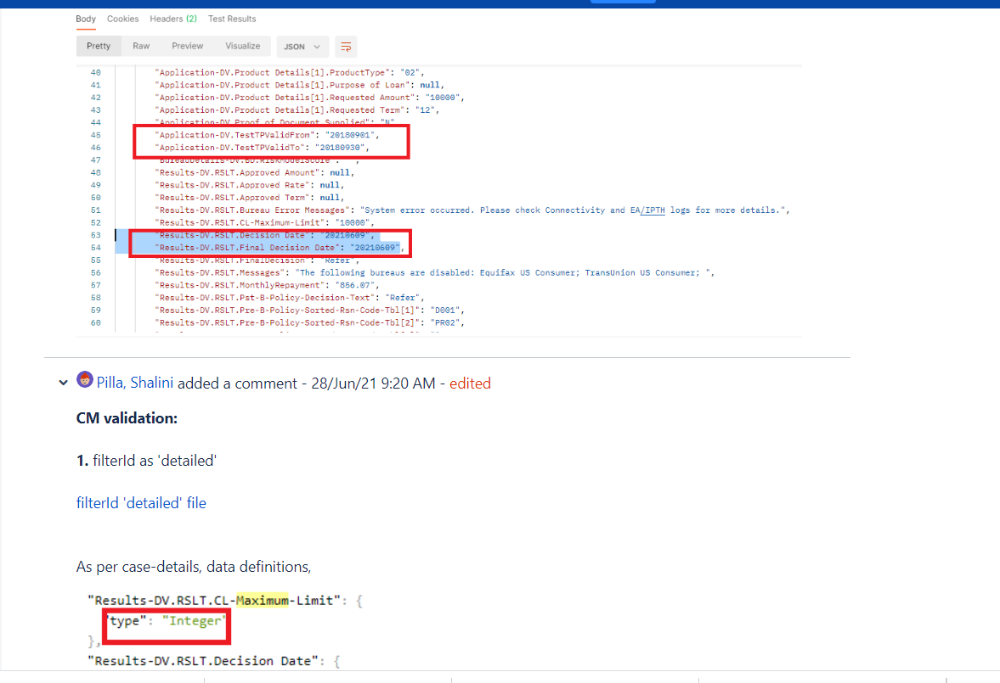 Body Cookies Headers (2) Test Results
Pretty Raw Preview Visualize JSON
40 "Application-DV.Product Details[1].ProductType": "02",
41 "Application-DV.Product Details[1].Purpose of Loan": null,
42 "Application-DV.Product Details[1].Requested Amount": "10000",
43 "Application-DV.Product Details[1].Requested Term": "12",
44 "Application-DV.Proof of Document Supplied": "N"
45 "Application-DV.TestTPValidFrom": "20180901",
46 "Application-DV.TestTPValidTo": "20180930",
47 "BureauDetails-DV.BD.RiskModelScore": "",
48 "Results-DV.RSLT.Approved Amount": null,
49 "Results-DV.RSLT.Approved Rate": null,
50 "Results-DV.RSLT.Approved Term": null,
51 "Results-DV.RSLT.Bureau Error Messages": "System error occurred. Please check Connectivity and EA/IPTH logs for more details.",
52 "Results-DV.RSLT.CL-Maximum-Limit": "10000",
53 "Results-DV.RSLT.Decision Date": "20210609",
54 "Results-DV.RSLT.Final Decision Date": "20210609",
55 "Results-DV.RSLT.FinalDecision": "Refer",
56 "Results-DV.RSLT.Messages": "The following bureaus are disabled: Equifax US Consumer; TransUnion US Consumer; ",
57 "Results-DV.RSLT.MonthlyRepayment": "856.07",
58 "Results-DV.RSLT.Pst-B-Policy-Decision-Text": "Refer",
59 "Results-DV.RSLT.Pre-B-Policy-Sorted-Rsn-Code-Tbl[1]": "D001",
60 "Results-DV.RSLT.Pre-B-Policy-Sorted-Rsn-Code-Tbl[2]": "PR02",
Pilla, Shalini added a comment - 28/Jun/21 9:20 AM - edited
CM validation:
1. filterId as 'detailed'
filterId 'detailed' file
As per case-details, data definitions,
"Results-DV.RSLT.CL-Maximum-Limit": {
"type": "Integer"
},
"Results-DV.RSLT.Decision Date": {